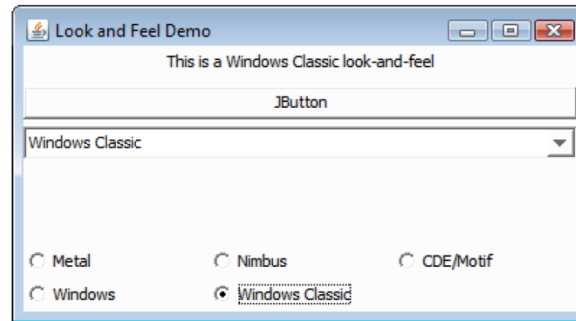 Look and Feel Demo
This is a Windows Classic look-and-feel
JButton
Windows Classic
Metal Nimbus CDE/Motif
Windows Windows Classic